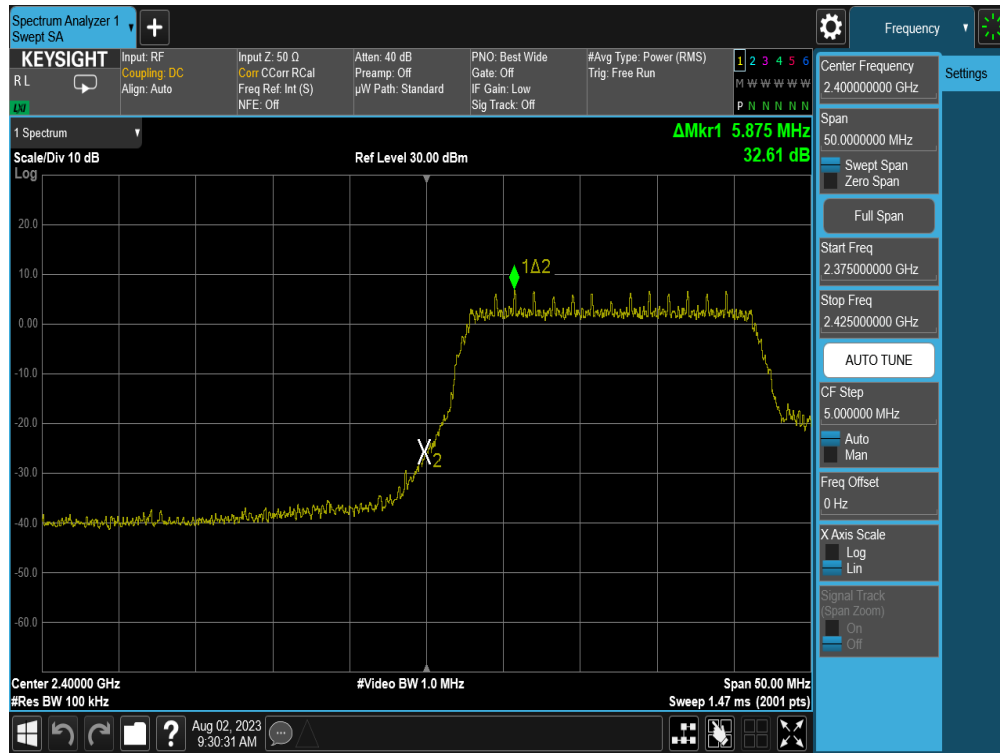 Spectrum Analyzer 1
Swept SA
Frequency
KEYSIGHT
R L
LXI
Input: RF
Coupling: DC
Align: Auto
Input Z: 50 Ω
Corr CCorr RCal
Freq Ref: Int (S)
NFE: Off
Atten: 40 dB
Preamp: Off
µW Path: Standard
PNO: Best Wide
Gate: Off
IF Gain: Low
Sig Track: Off
#Avg Type: Power (RMS)
Trig: Free Run
1 2 3 4 5 6
M W W W W W
P N N N N N
1 Spectrum
Scale/Div 10 dB
Log
Ref Level 30.00 dBm
ΔMkr1 5.875 MHz
32.61 dB
20.0
10.0
0.00
-10.0
-20.0
-30.0
-40.0
-50.0
-60.0
1Δ2
2
Center 2.40000 GHz
#Res BW 100 kHz
#Video BW 1.0 MHz
Span 50.00 MHz
Sweep 1.47 ms (2001 pts)
Aug 02, 2023
9:30:31 AM
Center Frequency
2.400000000 GHz
Settings
Span
50.0000000 MHz
Swept Span
Zero Span
Full Span
Start Freq
2.375000000 GHz
Stop Freq
2.425000000 GHz
AUTO TUNE
CF Step
5.000000 MHz
Auto
Man
Freq Offset
0 Hz
X Axis Scale
Log
Lin
Signal Track
(Span Zoom)
On
Off